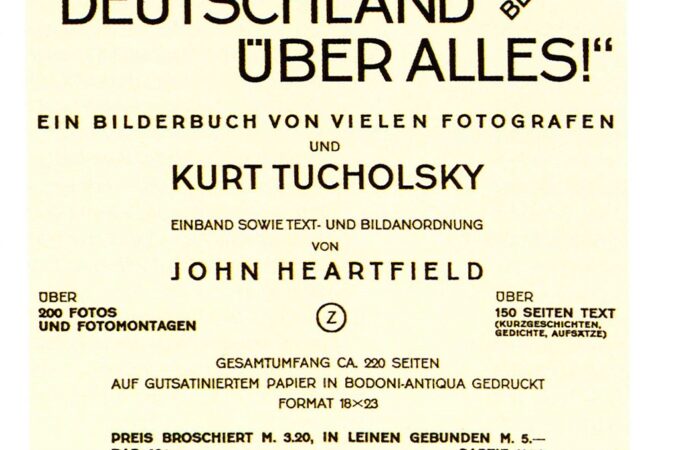 DEUTSCHLAND
ÜBER ALLES!“
EIN BILDERBUCH VON VIELEN FOTOGRAFEN
UND
KURT TUCHOLSKY
EINBAND SOWIE TEXT- UND BILDANORDNUNG
VON
JOHN HEARTFIELD
ÜBER
200 FOTOS
UND FOTOMONTAGEN
Z
ÜBER
150 SEITEN TEXT
(KURZGESCHICHTEN,
GEDICHTE, AUFSÄTZE)
GESAMTUMFANG CA. 220 SEITEN
AUF GUTSATINIERTEM PAPIER IN BODONI-ANTIQUA GEDRUCKT
FORMAT 18×23
PREIS BROSCHIERT M. 3.20, IN LEINEN GEBUNDEN M. 5.—